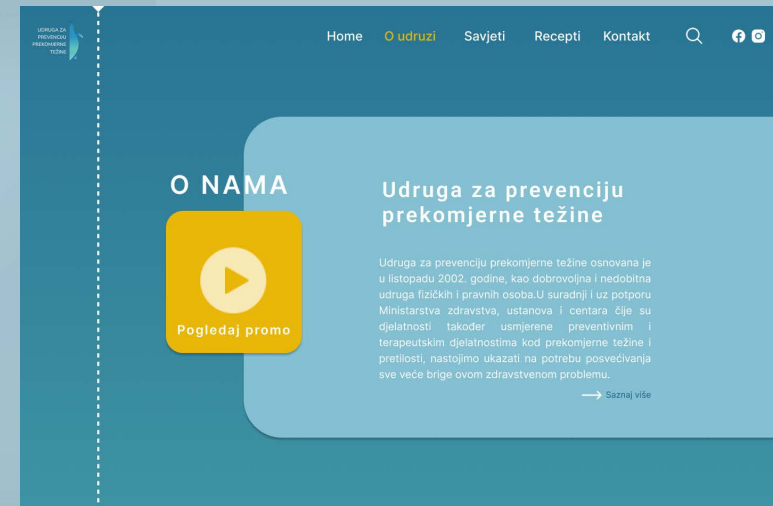 UDRUGA ZA
PREVENCIJU
PREKOMJERNE
TEŽINE
Home O udruzi Savjeti Recepti Kontakt
O NAMA
Pogledaj promo
Udruga za prevenciju
prekomjerne težine
Udruga za prevenciju prekomjerne težine osnovana je
u listopadu 2002. godine, kao dobrovoljna i nedobitna
udruga fizičkih i pravnih osoba.U suradnji i uz potporu
Ministarstva zdravstva, ustanova i centara čije su
djelatnosti također usmjerene preventivnim i
terapeutskim djelatnostima kod prekomjerne težine i
pretilosti, nastojimo ukazati na potrebu posvećivanja
sve veće brige ovom zdravstvenom problemu.
Saznaj više